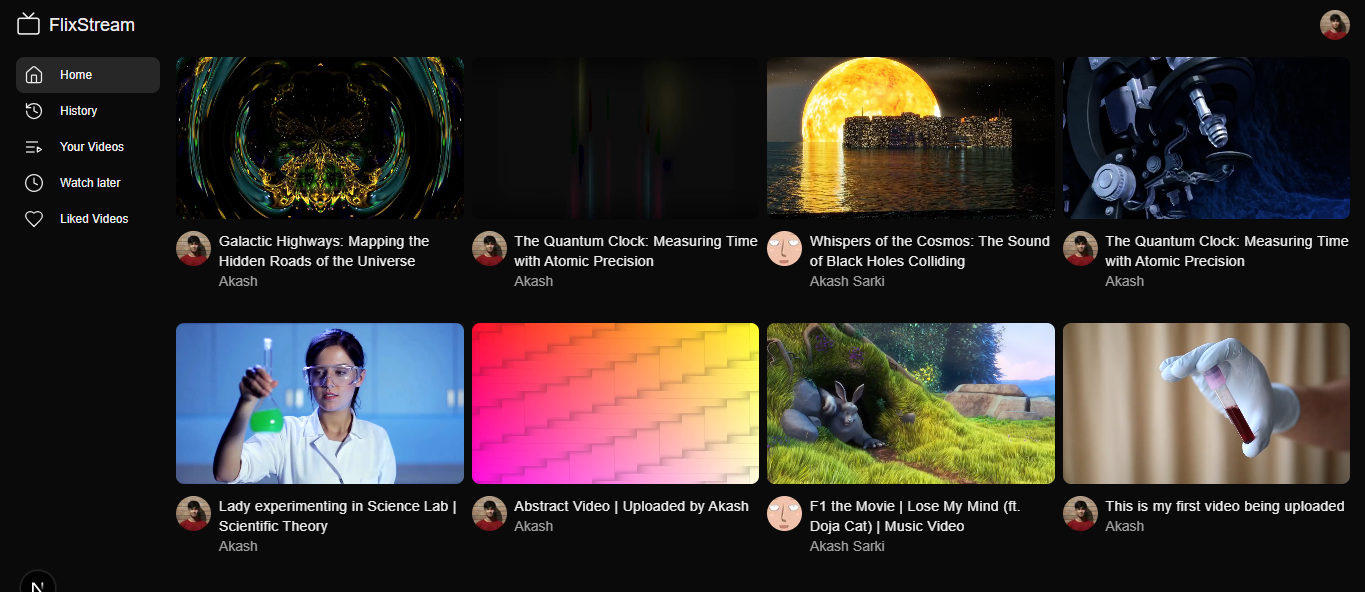 FlixStream
Home
History
Your Videos
Watch later
Liked Videos
Galactic Highways: Mapping the
Hidden Roads of the Universe
Akash
The Quantum Clock: Measuring Time
with Atomic Precision
Akash
Whispers of the Cosmos: The Sound
of Black Holes Colliding
Akash Sarki
The Quantum Clock: Measuring Time
with Atomic Precision
Akash
Lady experimenting in Science Lab |
Scientific Theory
Akash
Abstract Video | Uploaded by Akash
Akash
F1 the Movie | Lose My Mind (ft.
Doja Cat) | Music Video
Akash Sarki
This is my first video being uploaded
Akash
N